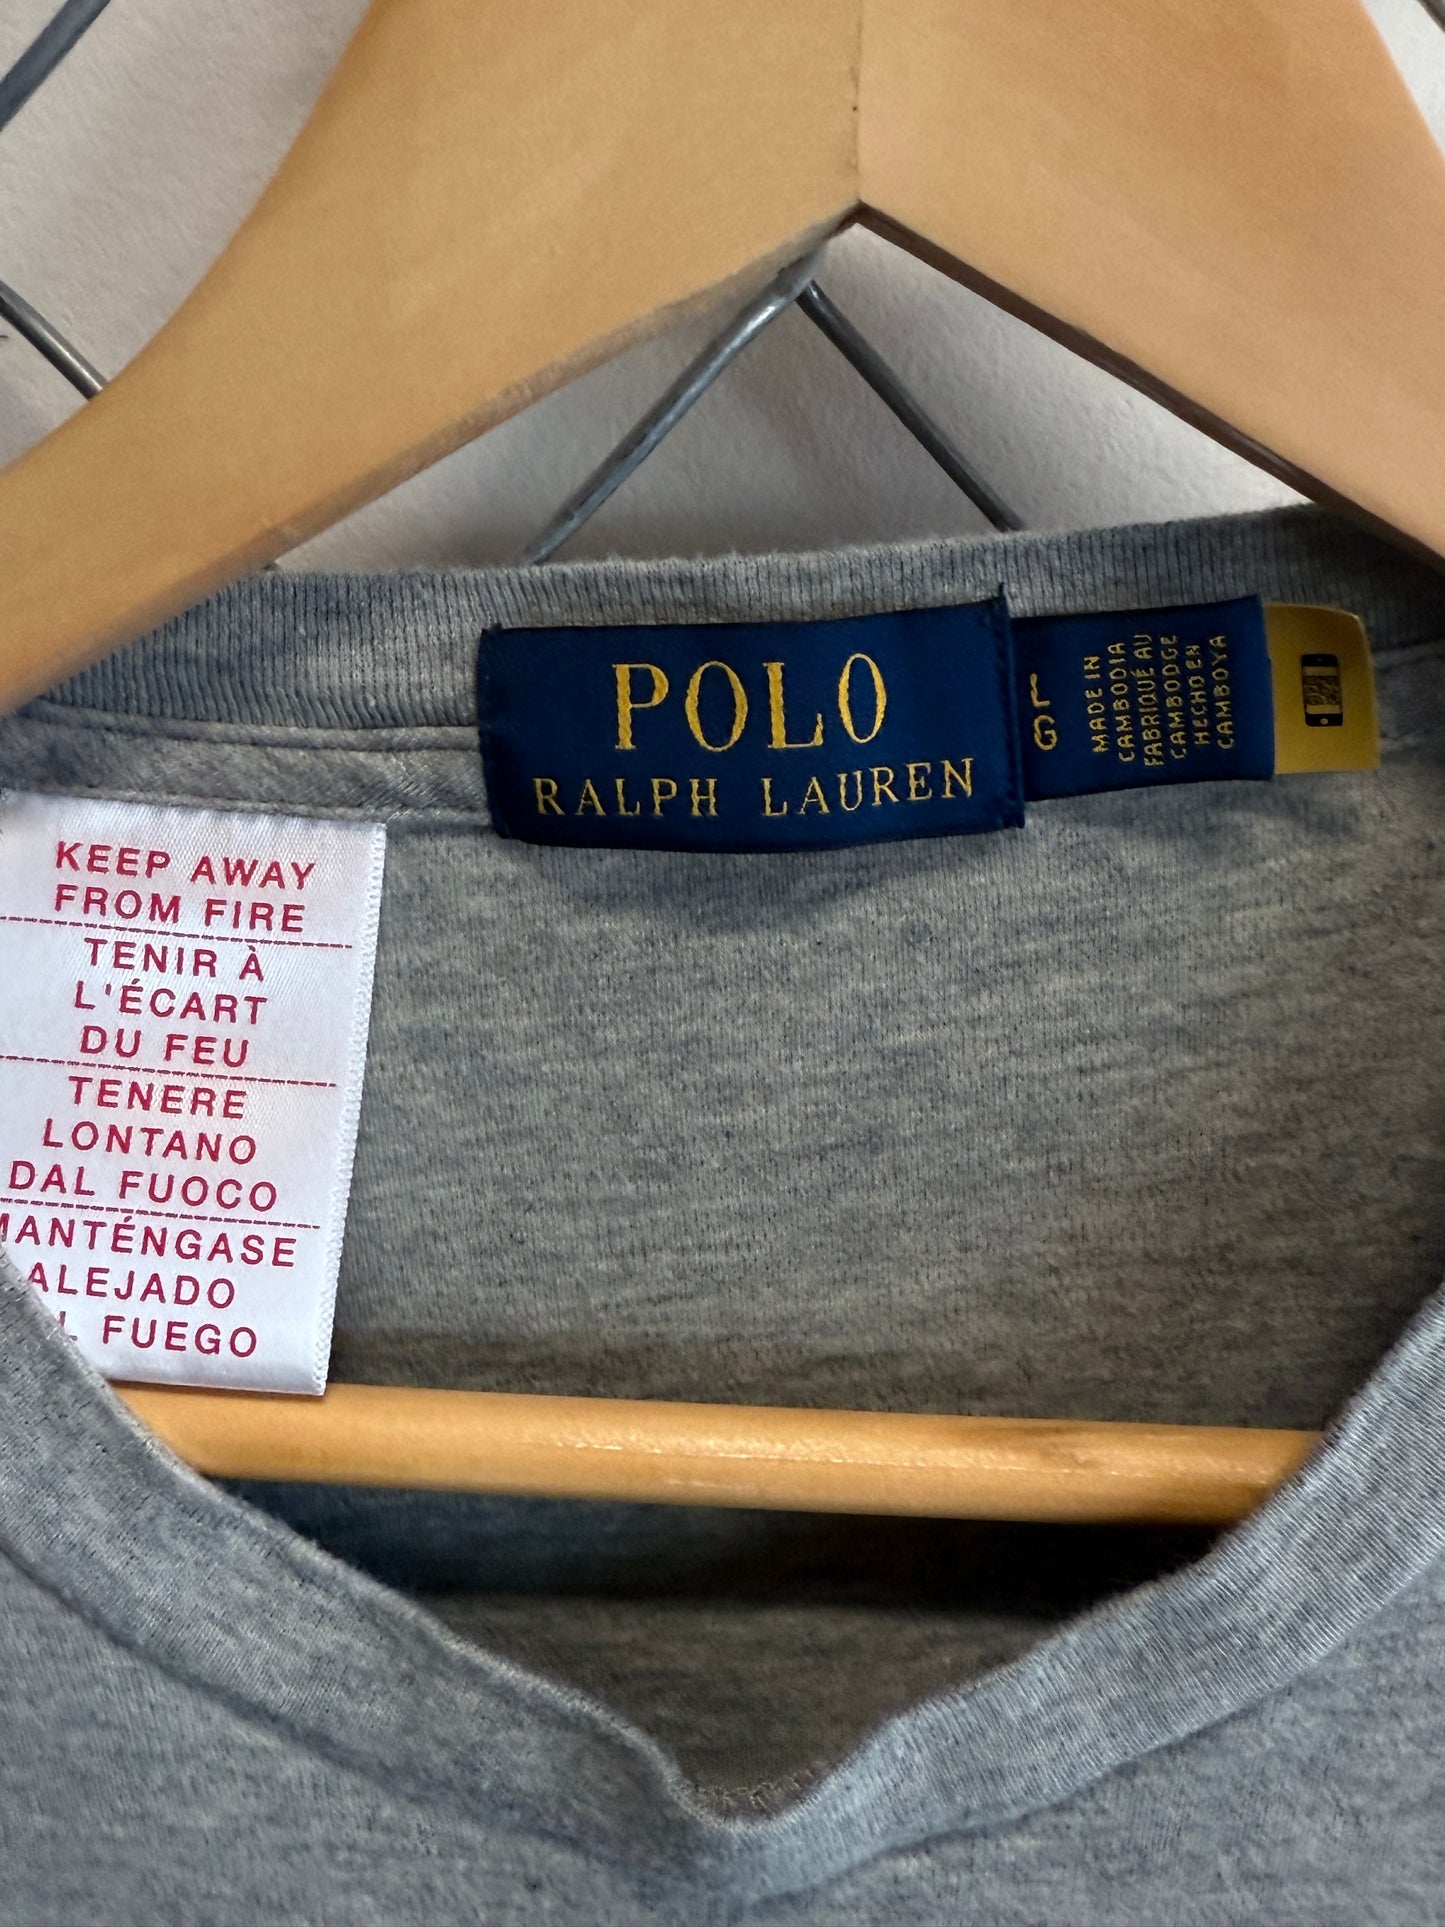 POLO
RALPH LAUREN
L
G
MADE IN
CAMBODIA
FABRIQUÉ AU
CAMBODGE
HECHO EN
CAMBOYA
KEEP AWAY
FROM FIRE
TENIR À
L'ÉCART
DU FEU
TENERE
LONTANO
DAL FUOCO
MANTÉNGASE
ALEJADO
L FUEGO